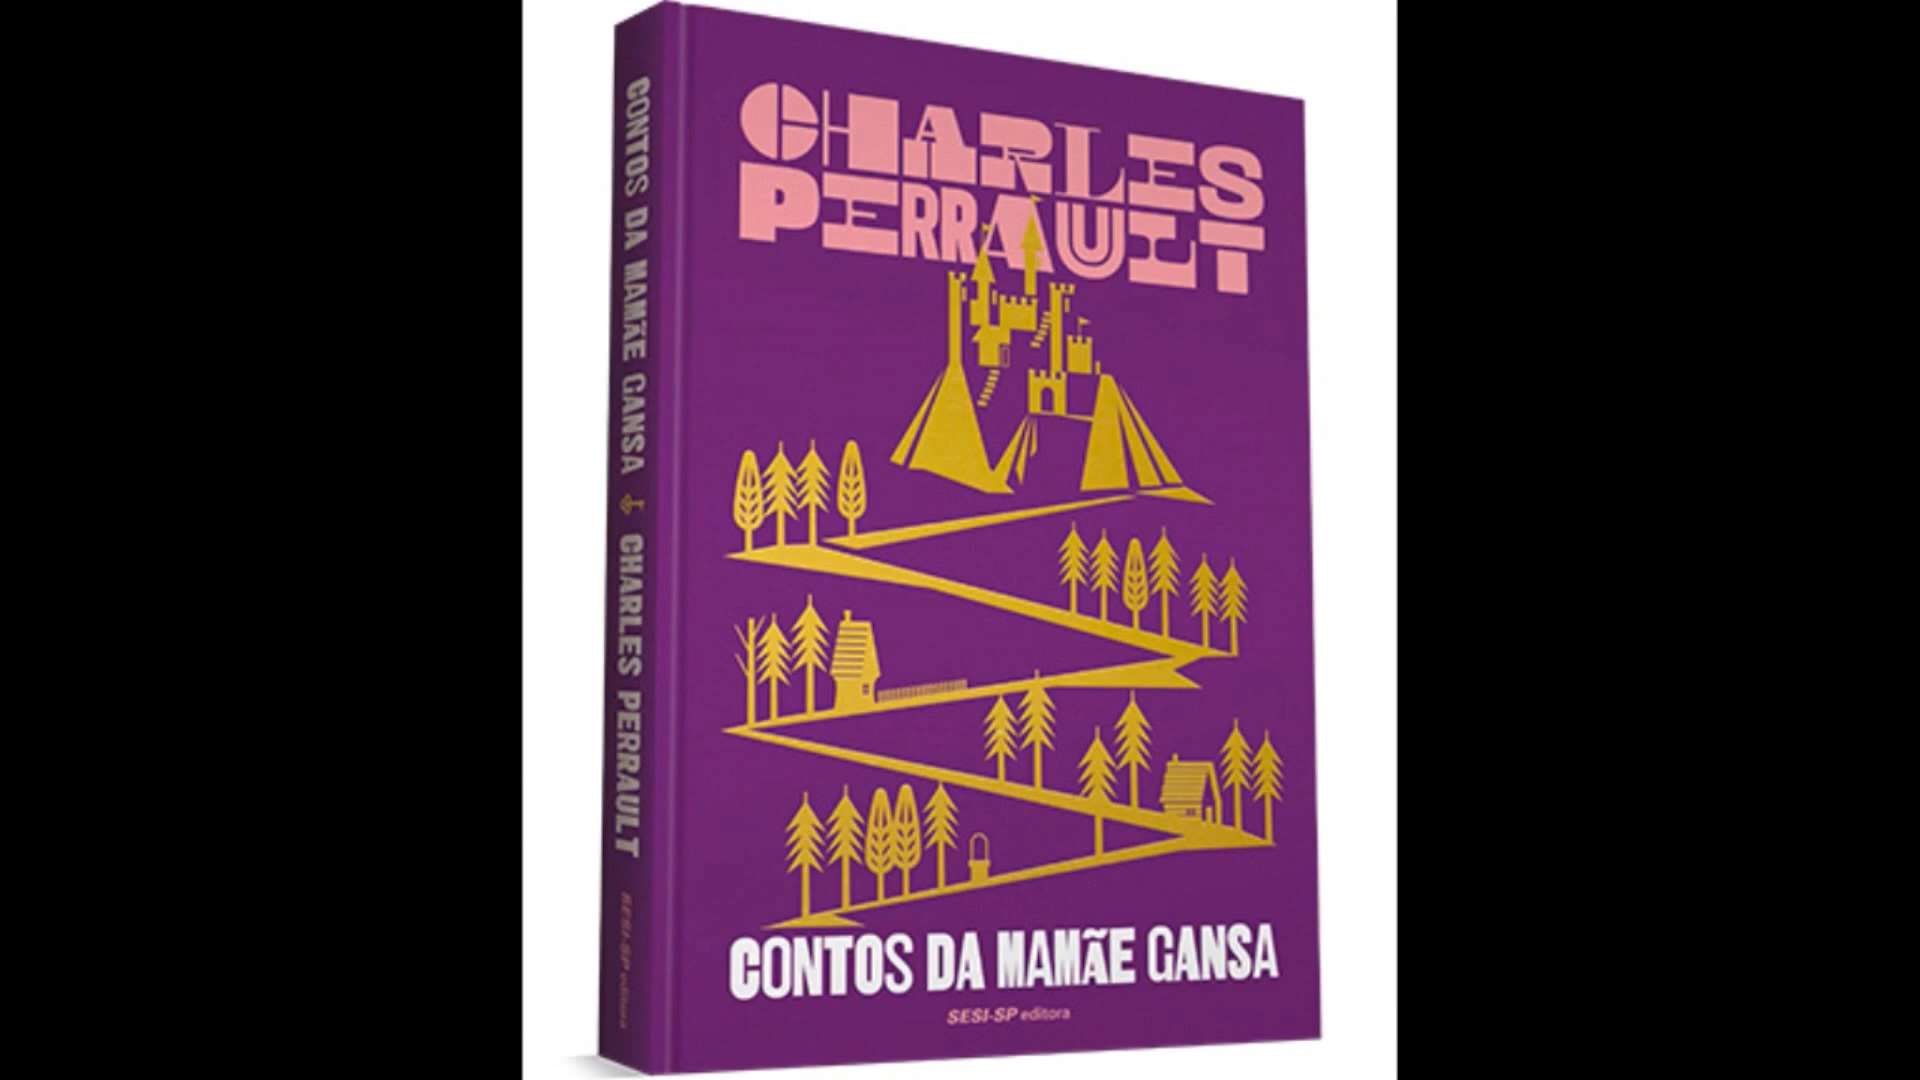 CHARLES
PERRAULT
CONTOS DA MAMÃE GANSA
SESI-SP editora
CONTOS DA MAMÃE GANSA CHARLES PERRAULT SESI-SP editora